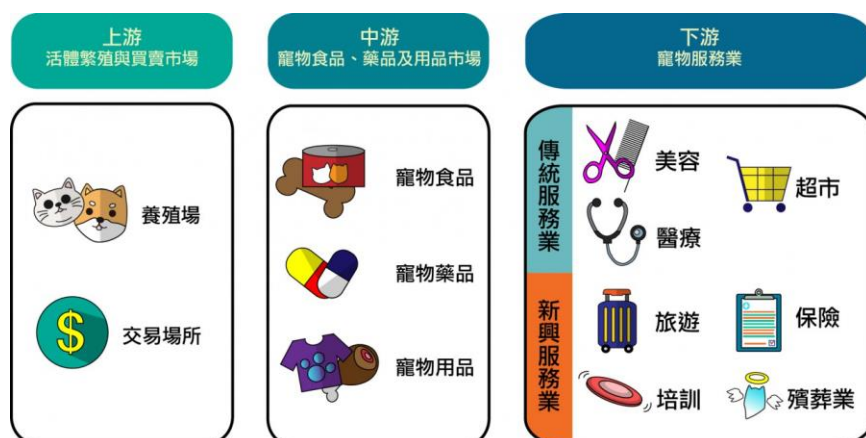 上游
活體繁殖與買賣市場
養殖場
交易場所
中游
寵物食品、藥品及用品市場
寵物食品
寵物藥品
寵物用品
下游
寵物服務業
傳統服務業
美容
超市
醫療
新興服務業
旅遊
保險
培訓
殯葬業